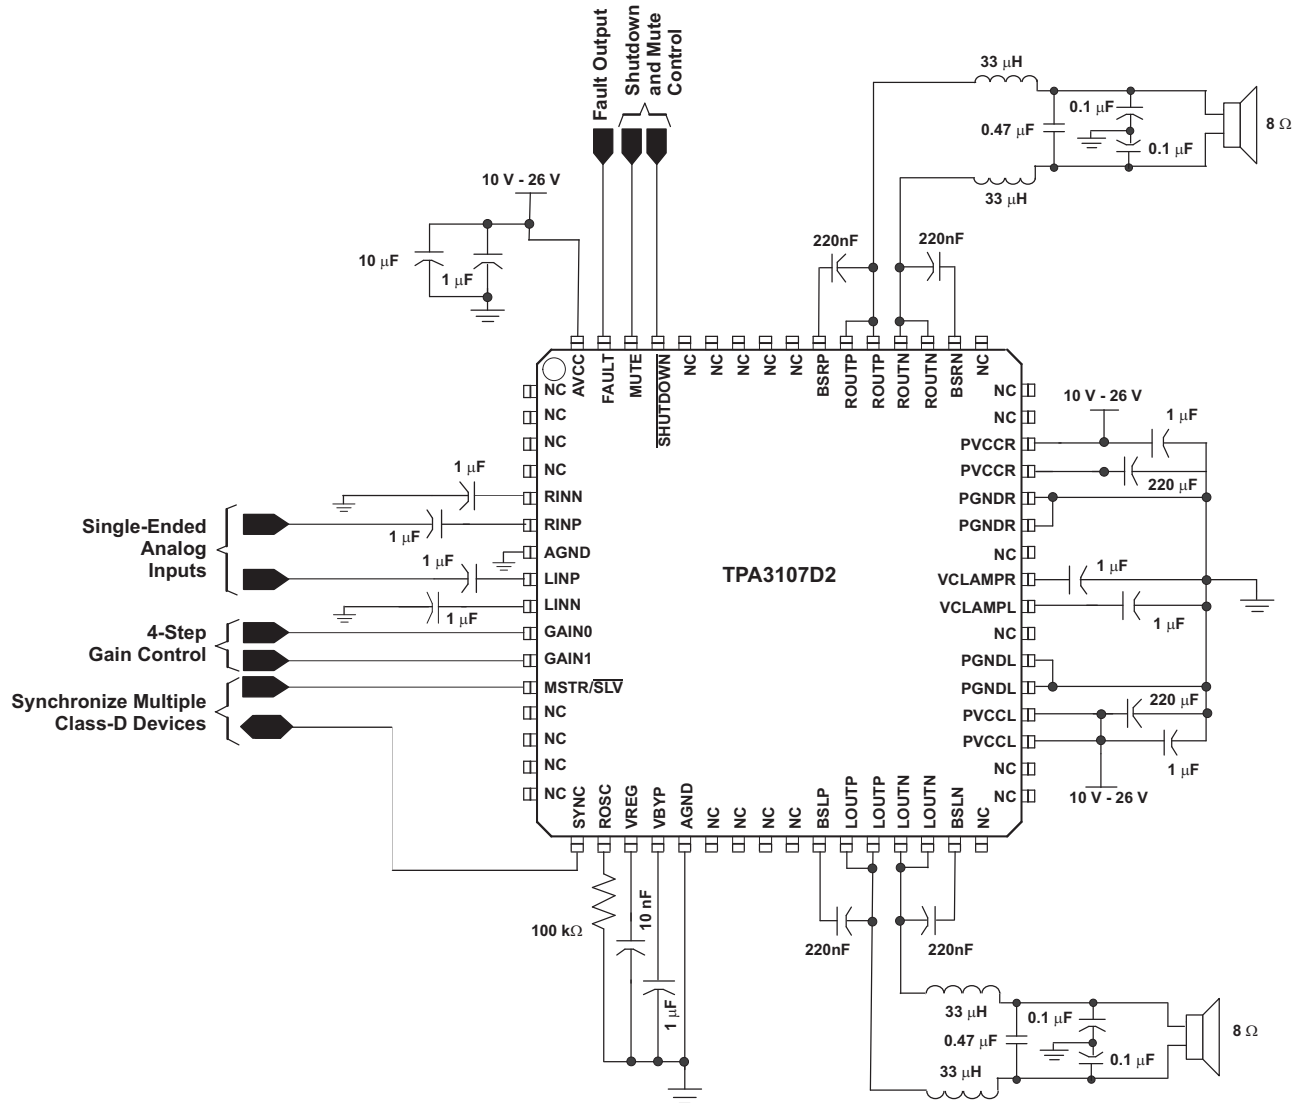 Fault Output
Shutdown
and Mute
Control
33 μH
0.1 μF
0.47 μF
0.1 μF
8 Ω
33 μH
10 V - 26 V
10 μF
1 μF
220nF
220nF
AVCC
FAULT
MUTE
SHUTDOWN
NC
NC
NC
NC
NC
BSRP
ROUTP
ROUTP
ROUTN
ROUTN
BSRN
NC
NC
NC
NC
NC
RINN
RINP
AGND
LINP
LINN
GAIN0
GAIN1
MSTR/SLV
NC
NC
NC
NC
1 μF
1 μF
1 μF
1 μF
Single-Ended
Analog
Inputs
4-Step
Gain Control
Synchronize Multiple
Class-D Devices
TPA3107D2
NC
NC
PVCCR
PVCCR
PGNDR
PGNDR
NC
VCLAMPR
VCLAMPL
NC
PGNDL
PGNDL
PVCCL
PVCCL
NC
NC
10 V - 26 V
1 μF
220 μF
1 μF
1 μF
220 μF
1 μF
10 V - 26 V
SYNC
ROSC
VREG
VBYP
AGND
NC
NC
NC
NC
BSLP
LOUTP
LOUTP
LOUTN
LOUTN
BSLN
NC
100 kΩ
10 nF
1 μF
220nF
220nF
33 μH
0.1 μF
0.47 μF
0.1 μF
8 Ω
33 μH